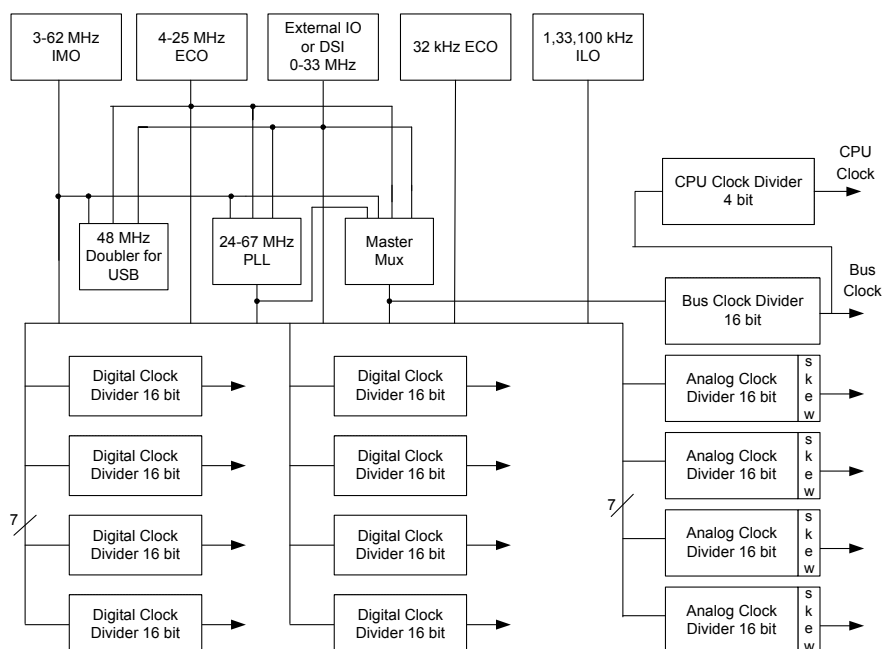 3-62 MHz
IMO
4-25 MHz
ECO
External IO
or DSI
0-33 MHz
32 kHz ECO
1,33,100 kHz
ILO
48 MHz
Doubler for
USB
24-67 MHz
PLL
Master
Mux
CPU Clock Divider
4 bit
CPU
Clock
Bus Clock Divider
16 bit
Bus
Clock
Digital Clock
Divider 16 bit
Digital Clock
Divider 16 bit
Analog Clock
Divider 16 bit
s
k
e
w
Digital Clock
Divider 16 bit
Digital Clock
Divider 16 bit
Analog Clock
Divider 16 bit
s
k
e
w
7
7
Digital Clock
Divider 16 bit
Digital Clock
Divider 16 bit
Analog Clock
Divider 16 bit
s
k
e
w
Digital Clock
Divider 16 bit
Digital Clock
Divider 16 bit
Analog Clock
Divider 16 bit
s
k
e
w